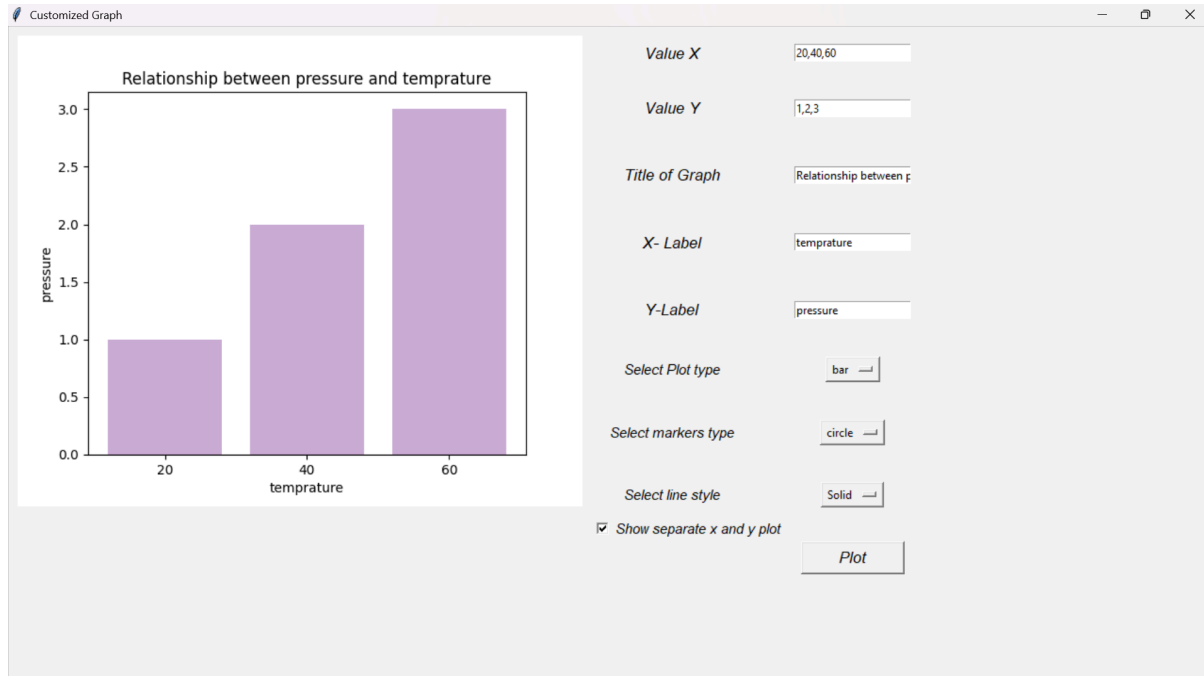 Customized Graph
Relationship between pressure and temprature
3.0
2.5
2.0
1.5
1.0
0.5
0.0
pressure
20 40 60
temprature
Value X 20,40,60
Value Y 1,2,3
Title of Graph Relationship between p
X- Label temprature
Y-Label pressure
Select Plot type bar
Select markers type circle
Select line style Solid
Show separate x and y plot
Plot